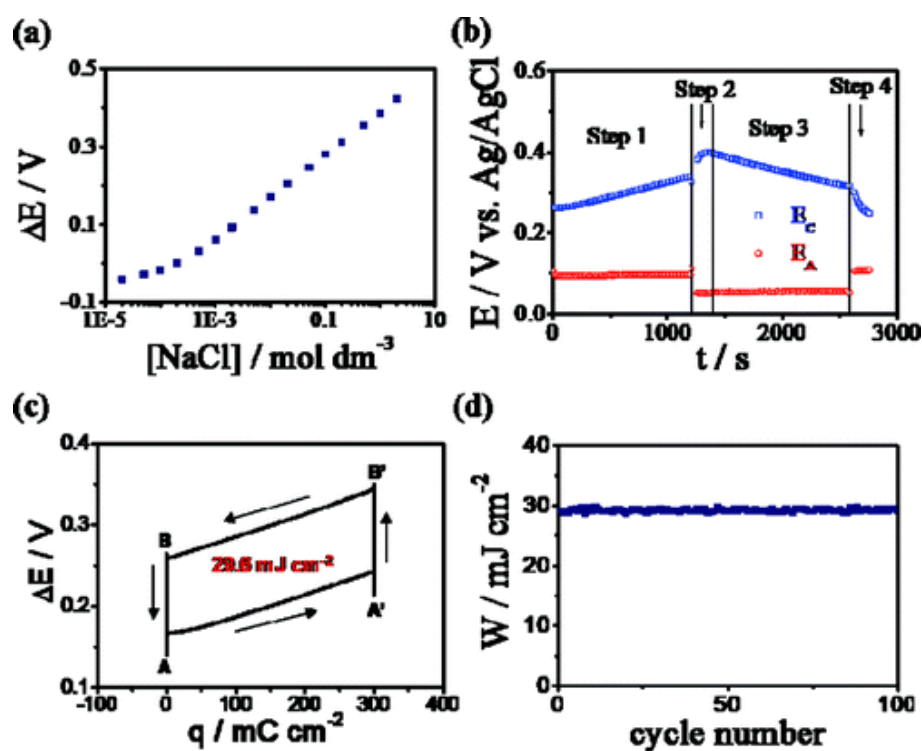 (a)
0.5
0.3
0.1
-0.1
ΔE / V
1E-5
1E-3
0.1
10
[NaCl] / mol dm⁻³
(b)
0.6
0.4
0.2
0.0
E / V vs. Ag/AgCl
Step 1
Step 2
Step 3
Step 4
E_C
E_A
0
1000
2000
3000
t / s
(c)
0.4
0.3
0.2
0.1
ΔE / V
B'
B
29.6 mJ cm⁻²
A'
A
-100
0
100
200
300
400
q / mC cm⁻²
(d)
40
30
20
10
0
W / mJ cm⁻²
0
50
100
cycle number